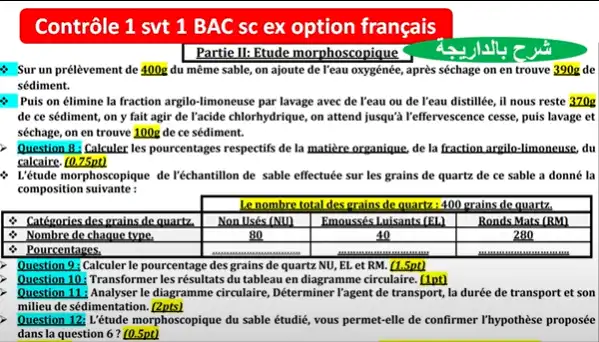 Contrôle 1 svt 1 BAC sc ex option français
شرح بالداريجة
Partie II: Etude morphoscopique
❖ Sur un prélèvement de 400g du même sable, on ajoute de l'eau oxygénée, après séchage on en trouve 390g de
sédiment.
❖ Puis on élimine la fraction argilo-limoneuse par lavage avec de l'eau ou de l'eau distillée, il nous reste 370g
de ce sédiment, on y fait agir de l'acide chlorhydrique, on attend jusqu'à l'effervescence cesse, puis lavage et
séchage, on en trouve 100g de ce sédiment.
➢ Question 8 : Calculer les pourcentages respectifs de la matière organique, de la fraction argilo-limoneuse, du
calcaire. (0.75pt)
❖ L'étude morphoscopique de l'échantillon de sable effectuée sur les grains de quartz de ce sable a donné la
composition suivante :
Le nombre total des grains de quartz : 400 grains de quartz.
❖ Catégories des grains de quartz. Non Usés (NU) Emoussés Luisants (EL) Ronds Mats (RM)
❖ Nombre de chaque type. 80 40 280
❖ Pourcentages. ........................ ........................ ........................
➢ Question 9 : Calculer le pourcentage des grains de quartz NU, EL et RM. (1.5pt)
➢ Question 10 : Transformer les résultats du tableau en diagramme circulaire. (1pt)
➢ Question 11 : Analyser le diagramme circulaire, Déterminer l'agent de transport, la durée de transport et son
milieu de sédimentation. (2pts)
➢ Question 12: L'étude morphoscopique du sable étudié, vous permet-elle de confirmer l'hypothèse proposée
dans la question 6 ? (0.5pt)